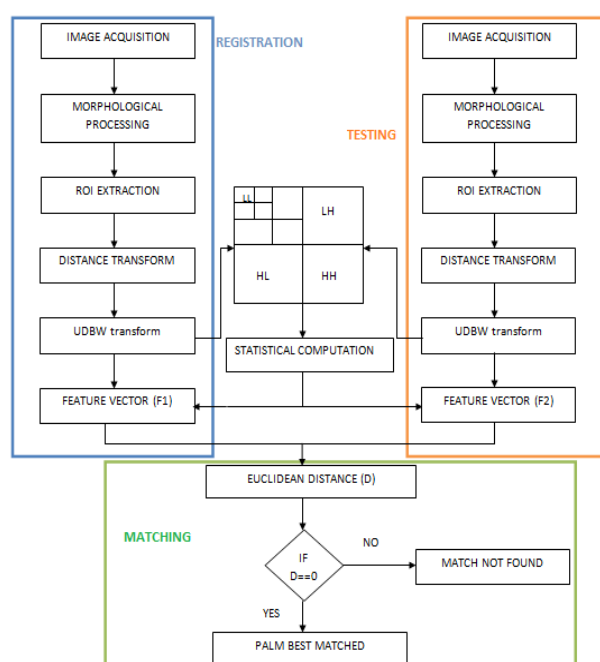 IMAGE ACQUISITION
REGISTRATION
MORPHOLOGICAL
PROCESSING
ROI EXTRACTION
DISTANCE TRANSFORM
UDBW transform
FEATURE VECTOR (F1)
LL
LH
HL
HH
STATISTICAL COMPUTATION
TESTING
IMAGE ACQUISITION
MORPHOLOGICAL
PROCESSING
ROI EXTRACTION
DISTANCE TRANSFORM
UDBW transform
FEATURE VECTOR (F2)
EUCLIDEAN DISTANCE (D)
MATCHING
IF
D==0
NO
MATCH NOT FOUND
YES
PALM BEST MATCHED